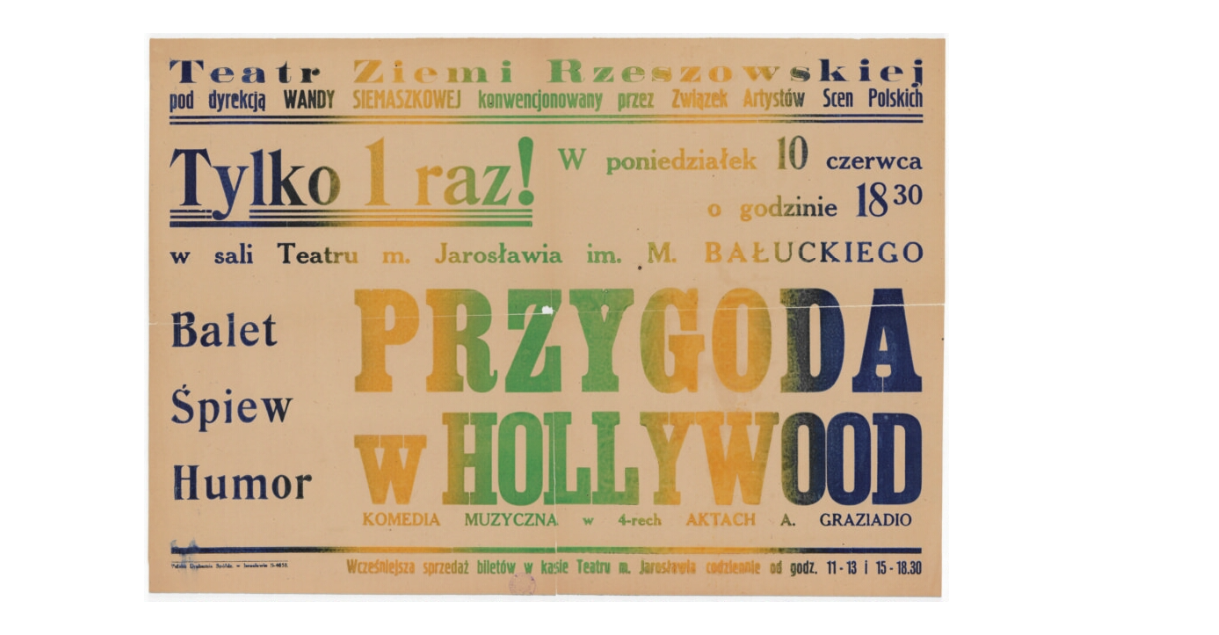 Teatr Ziemi Rzeszowskiej
pod dyrekcją WANDY SIEMASZKOWEJ konwencjonowany przez Związek Artystów Scen Polskich
Tylko 1 raz!
W poniedziałek 10 czerwca
o godzinie 18 30
w sali Teatru m. Jarosławia im. M. BAŁUCKIEGO
Balet
Śpiew
Humor
PRZYGODA
w HOLLYWOOD
KOMEDIA MUZYCZNA w 4-rech AKTACH A. GRAZIADIO
Wcześniejsza sprzedaż biletów w kasie Teatru m. Jarosławia codziennie od godz. 11-13 i 15-18.30